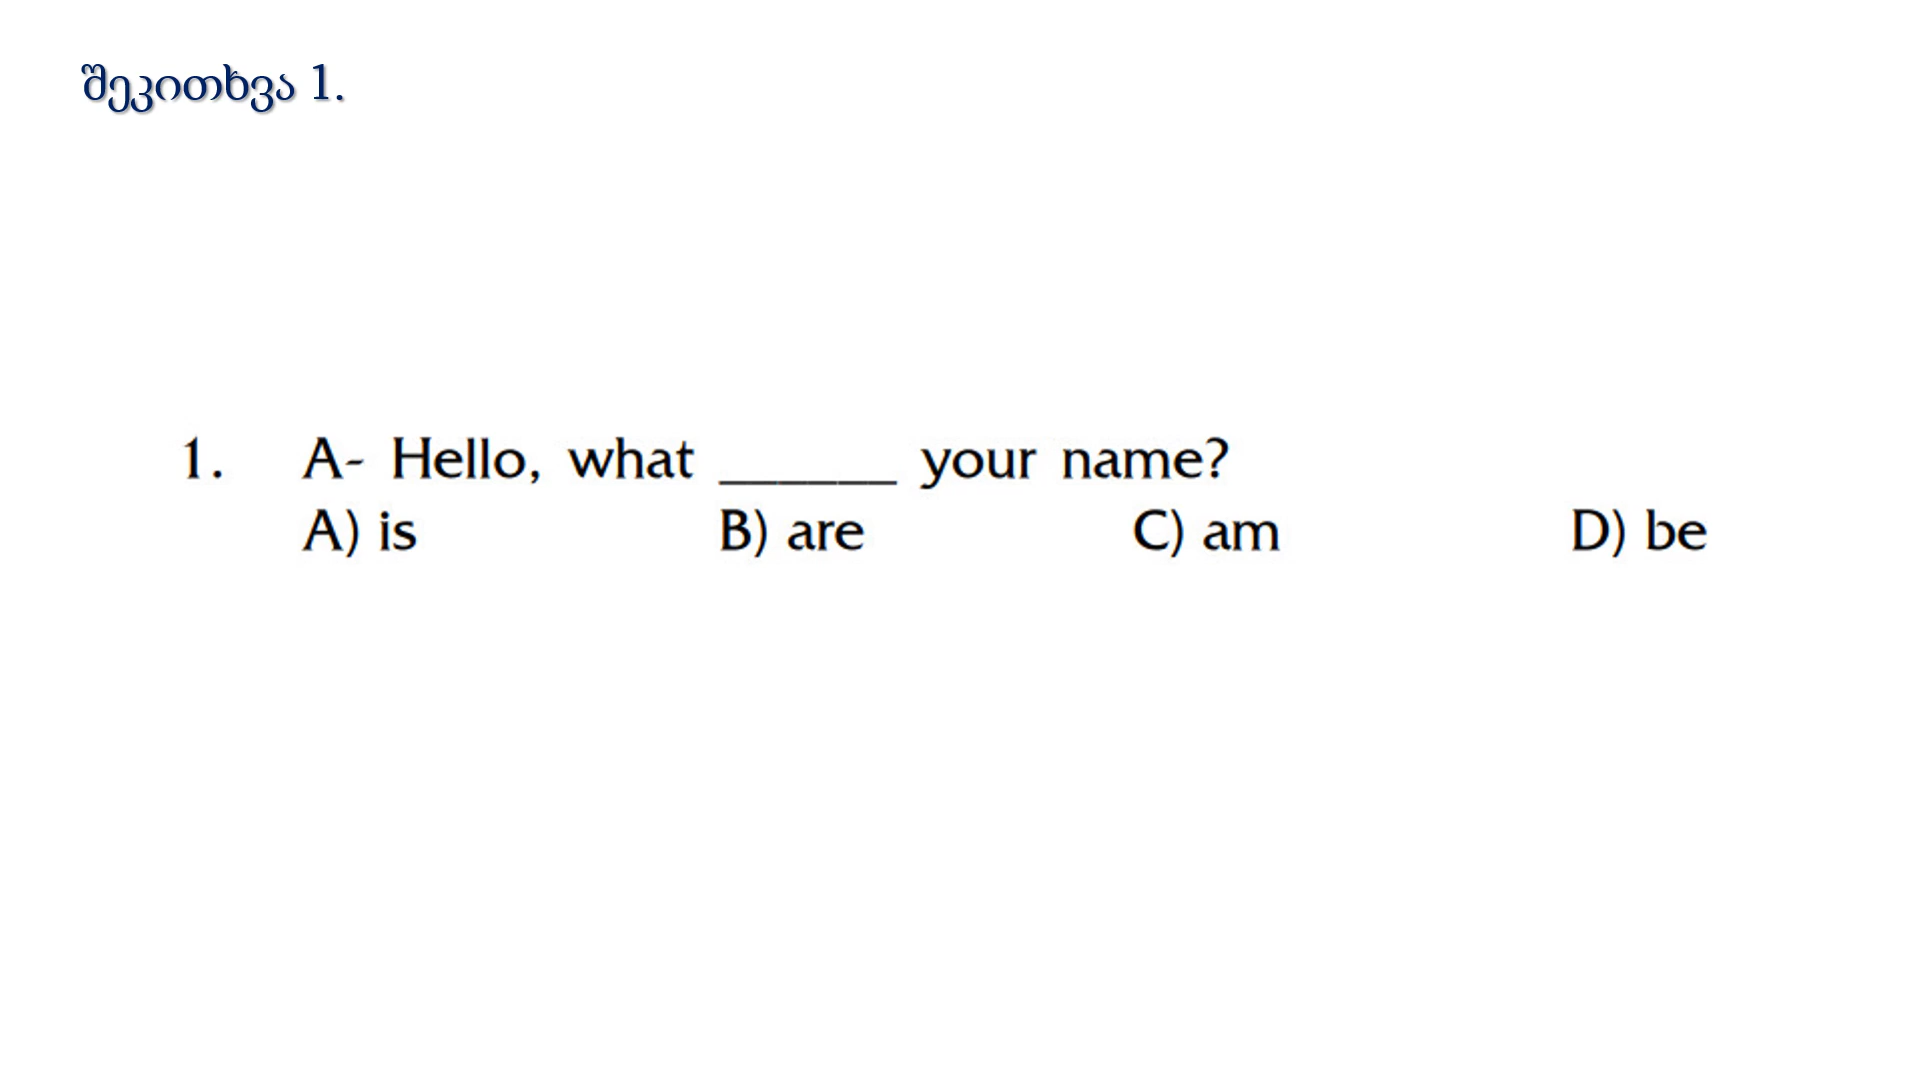 შეკითხვა 1.
1. A- Hello, what ______ your name?
A) is B) are C) am D) be